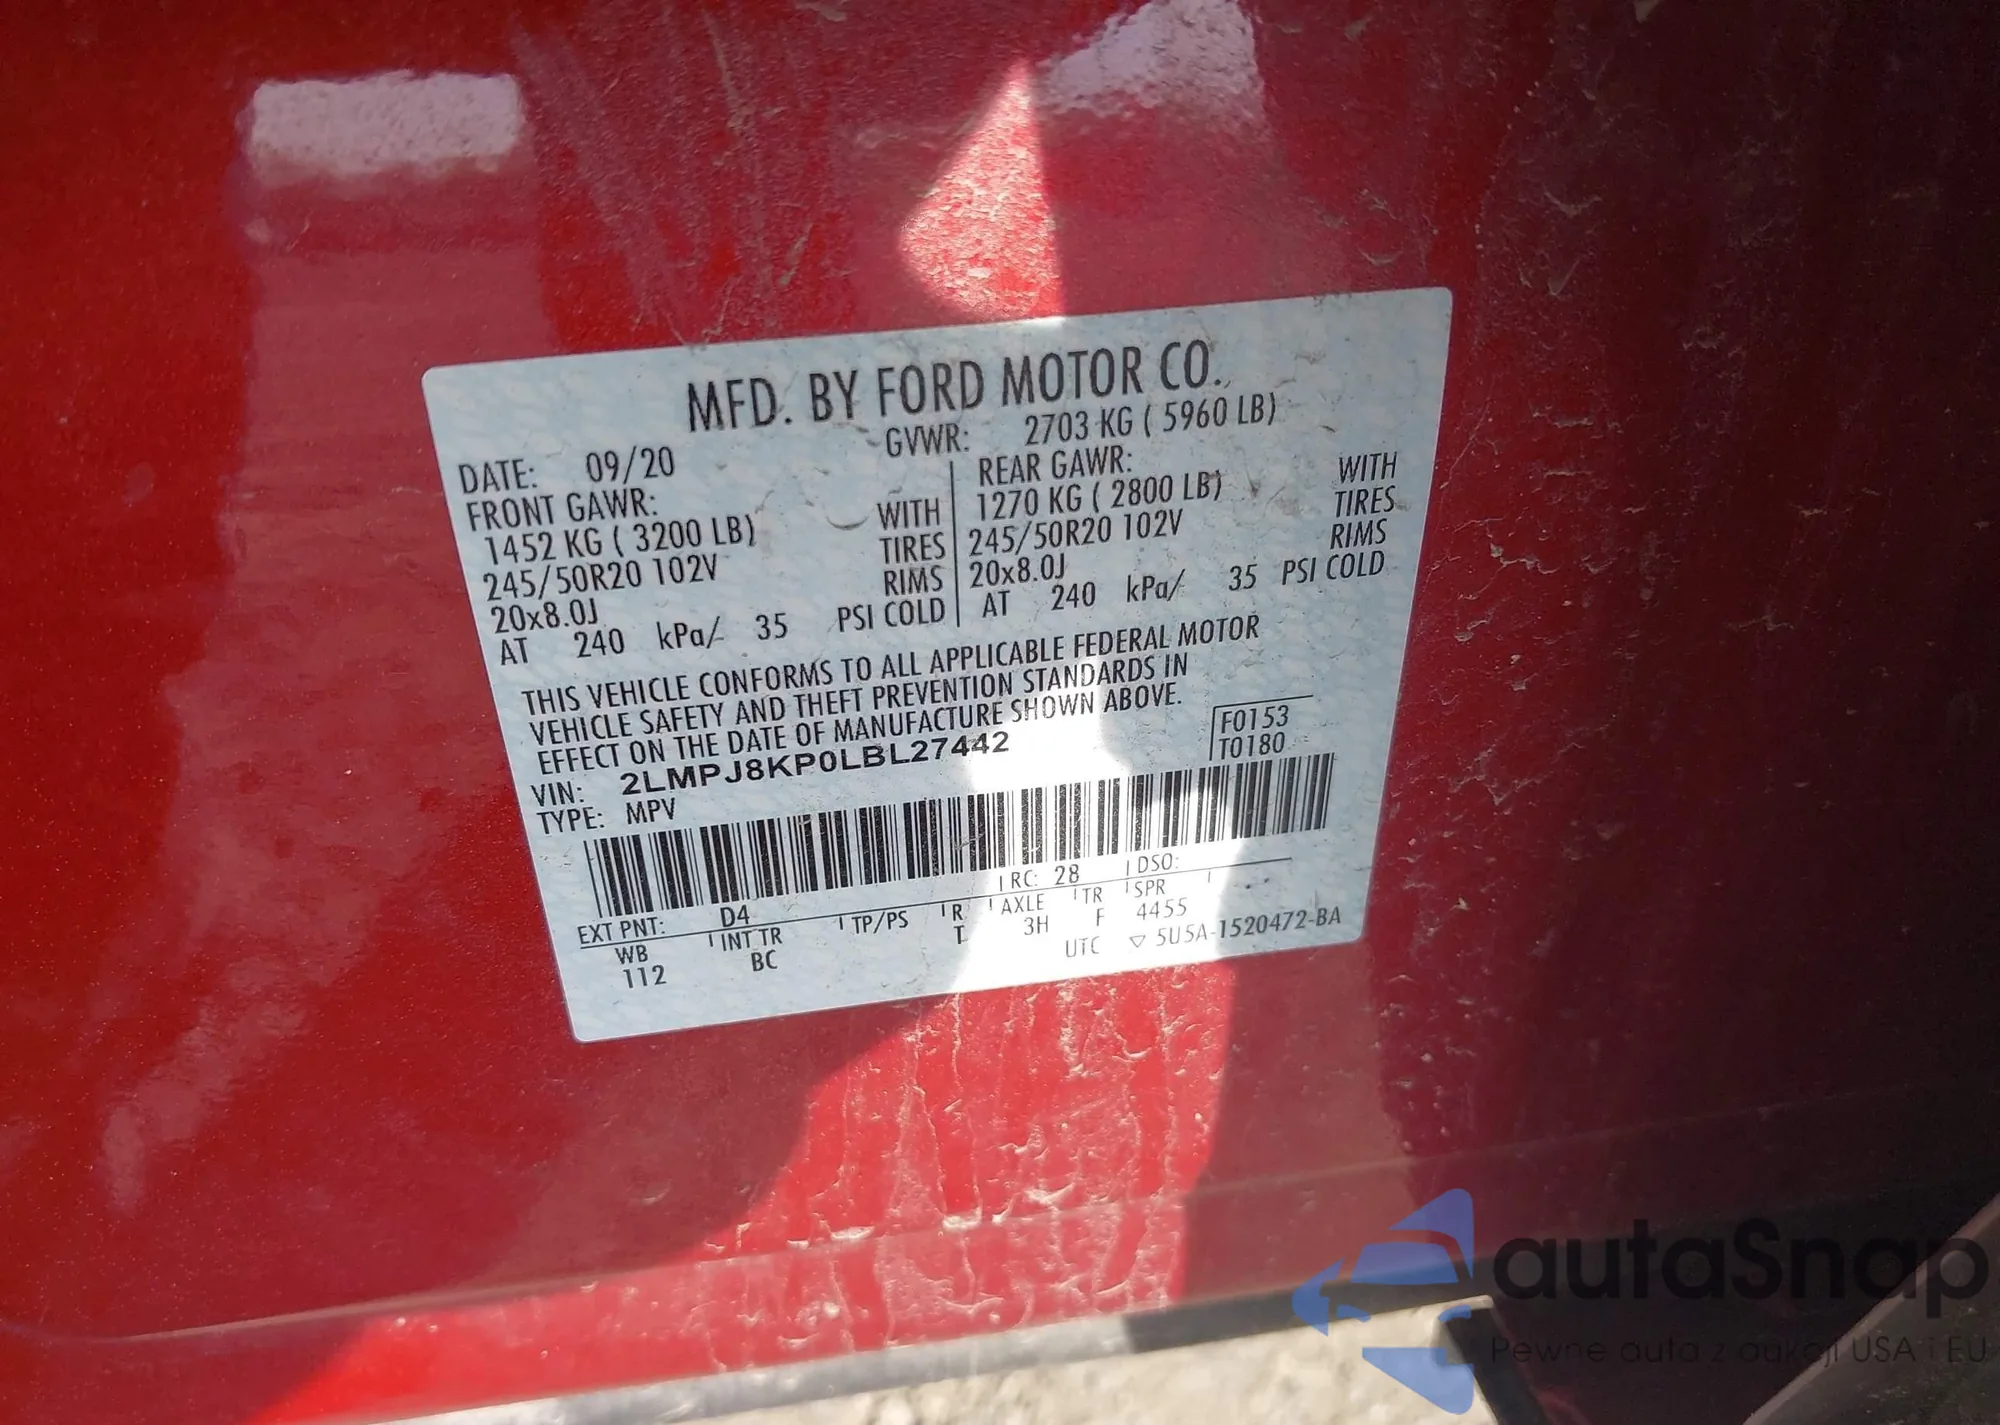 MFD. BY FORD MOTOR CO.
DATE: 09/20 GVWR: 2703 KG ( 5960 LB)
FRONT GAWR: REAR GAWR:
1452 KG ( 3200 LB) WITH 1270 KG ( 2800 LB) WITH
245/50R20 102V TIRES 245/50R20 102V TIRES
20x8.0J RIMS 20x8.0J RIMS
AT 240 kPa/ 35 PSI COLD AT 240 kPa/ 35 PSI COLD
THIS VEHICLE CONFORMS TO ALL APPLICABLE FEDERAL MOTOR
VEHICLE SAFETY AND THEFT PREVENTION STANDARDS IN
EFFECT ON THE DATE OF MANUFACTURE SHOWN ABOVE.
F0153
VIN: 2LMPJ8KP0LBL27442 T0180
TYPE: MPV
EXT PNT: D4 RC: 28 DSO:
WB INT TR TP/PS R AXLE TR SPR
112 BC T 3H F 4455
UTC ▽ 5U5A-1520472-BA
autaSnap
Pewne auta z aukcji USA i EU